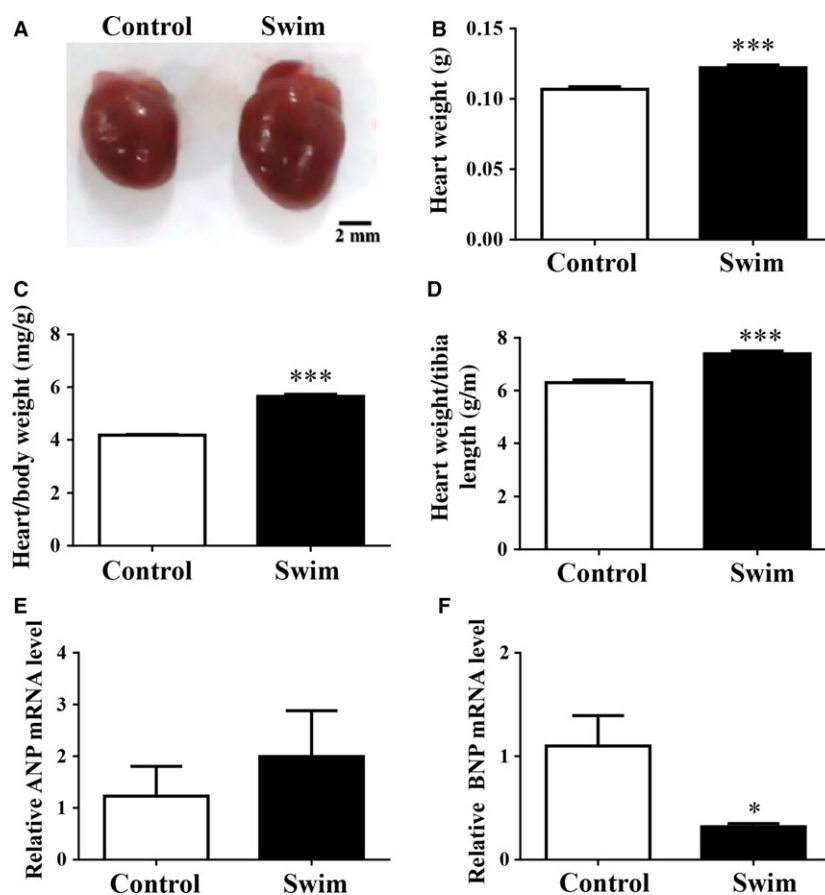 A
Control Swim
2 mm
B
Heart weight (g)
0.15
0.10
0.05
0.00
***
Control Swim
C
Heart/body weight (mg/g)
8
6
4
2
0
***
Control Swim
D
Heart weight/tibia
length (g/m)
8
6
4
2
0
***
Control Swim
E
Relative ANP mRNA level
4
3
2
1
0
Control Swim
F
Relative BNP mRNA level
2
1
0
*
Control Swim